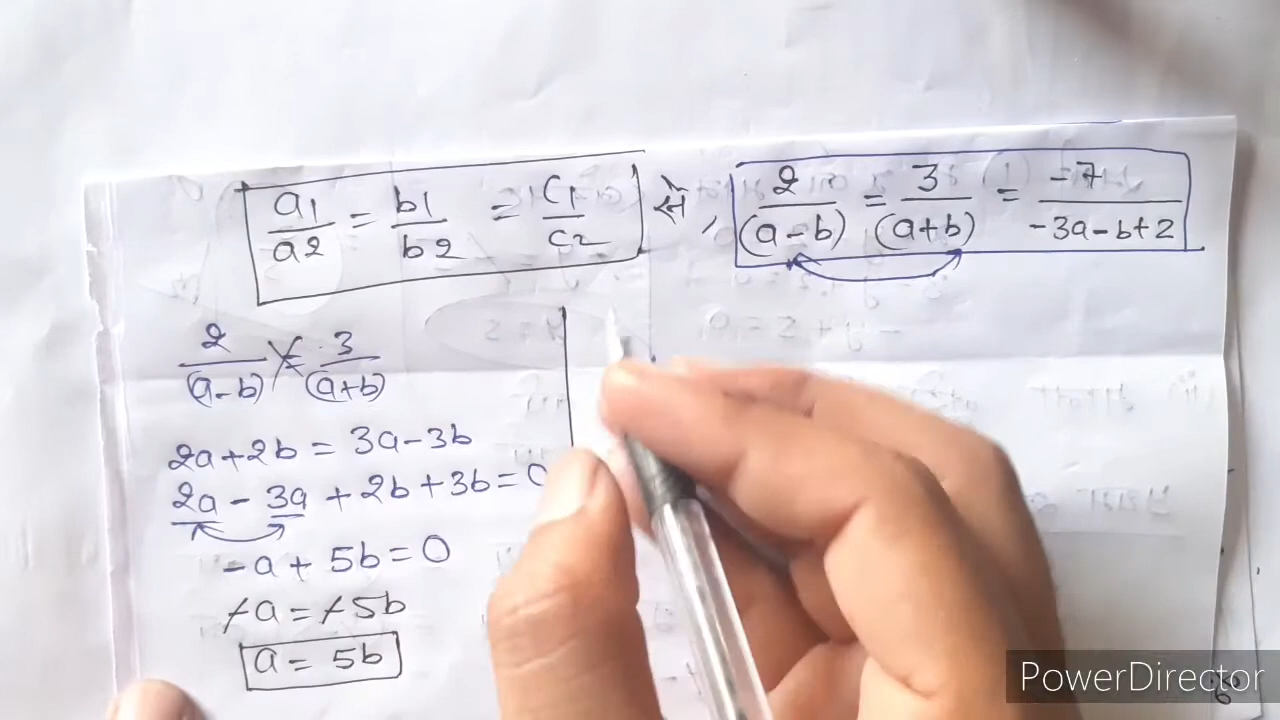 a1/a2 = b1/b2 = c1/c2 से, 2/(a-b) = 3/(a+b) = -7/-3a-b+2
2/(a-b) = 3/(a+b)
2a+2b = 3a-3b
2a - 3a + 2b + 3b = 0
-a + 5b = 0
-a = -5b
a = 5b
PowerDirector